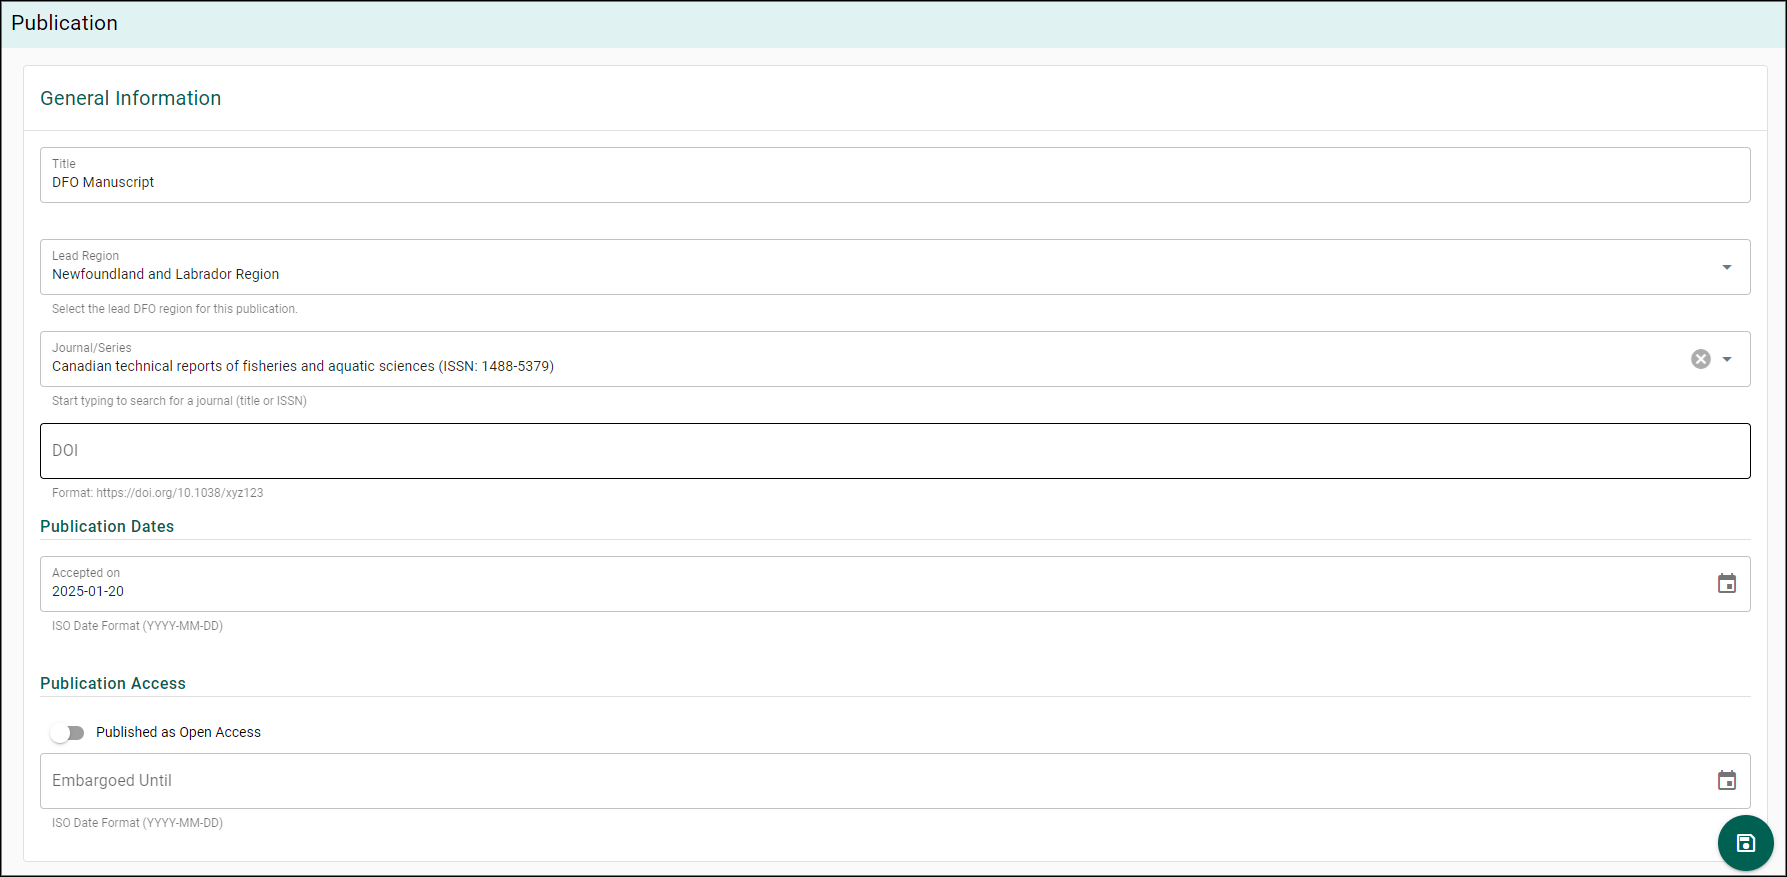 Publication
General Information
Title
DFO Manuscript
Lead Region
Newfoundland and Labrador Region
Select the lead DFO region for this publication.
Journal/Series
Canadian technical reports of fisheries and aquatic sciences (ISSN: 1488-5379)
Start typing to search for a journal (title or ISSN)
DOI
Format: https://doi.org/10.1038/xyz123
Publication Dates
Accepted on
2025-01-20
ISO Date Format (YYYY-MM-DD)
Publication Access
Published as Open Access
Embargoed Until
ISO Date Format (YYYY-MM-DD)